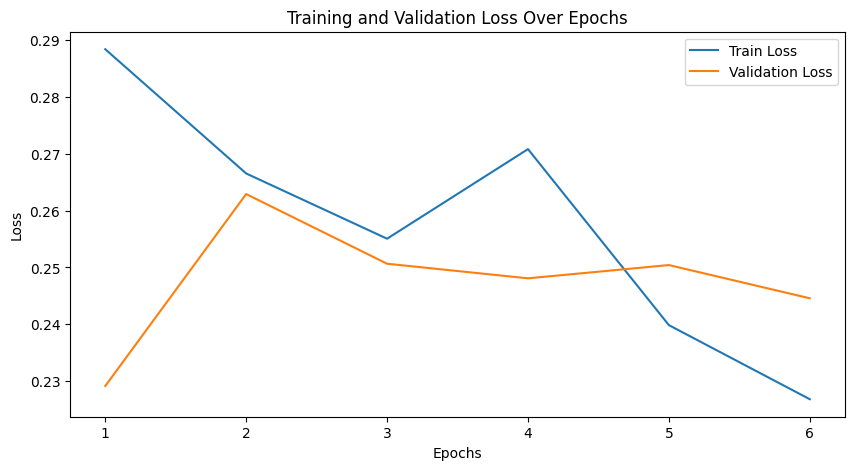 Training and Validation Loss Over Epochs
Train Loss
Validation Loss
Loss
0.29
0.28
0.27
0.26
0.25
0.24
0.23
1 2 3 4 5 6
Epochs